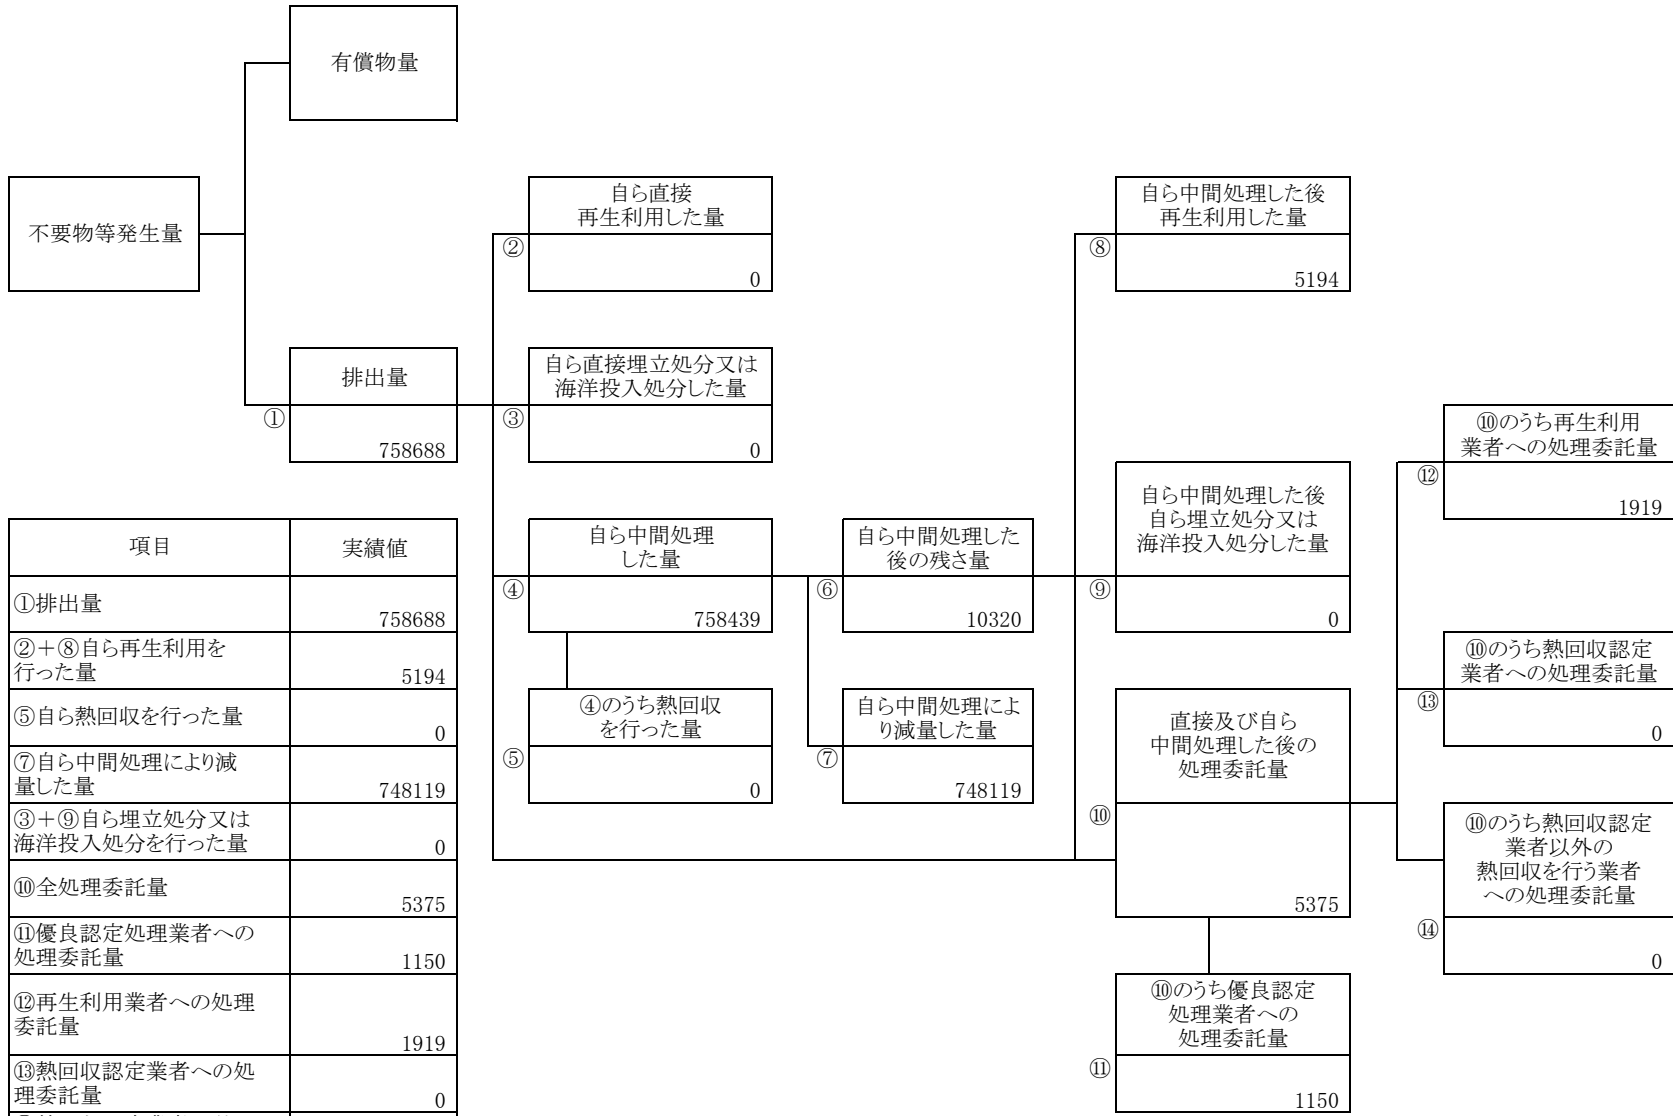 有償物量
不要物等発生量
自ら直接
再生利用した量
②
0
自ら中間処理した後
再生利用した量
⑧
5194
排出量
①
758688
自ら直接埋立処分又は
海洋投入処分した量
③
0
⑩のうち再生利用
業者への処理委託量
⑫
1919
自ら中間処理
した量
④
758439
自ら中間処理した
後の残さ量
⑥
10320
自ら中間処理した後
自ら埋立処分又は
海洋投入処分した量
⑨
0
⑩のうち熱回収認定
業者への処理委託量
⑬
0
④のうち熱回収
を行った量
⑤
0
自ら中間処理によ
り減量した量
⑦
748119
直接及び自ら
中間処理した後の
処理委託量
⑩
5375
⑩のうち熱回収認定
業者以外の
熱回収を行う業者
への処理委託量
⑭
0
⑩のうち優良認定
処理業者への
処理委託量
⑪
1150
項目 実績値
①排出量 758688
②+⑧自ら再生利用を
行った量 5194
⑤自ら熱回収を行った量 0
⑦自ら中間処理により減
量した量 748119
③+⑨自ら埋立処分又は
海洋投入処分を行った量 0
⑩全処理委託量 5375
⑪優良認定処理業者への
処理委託量 1150
⑫再生利用業者への処理
委託量 1919
⑬熱回収認定業者への処
理委託量 0